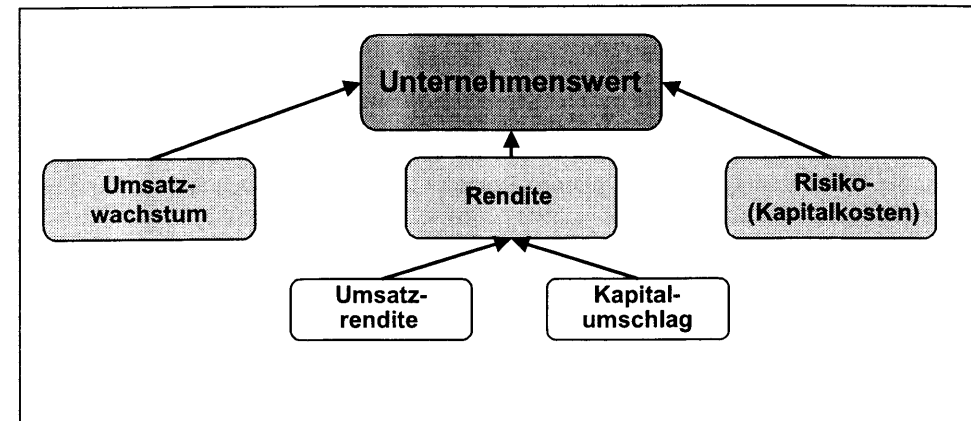 Unternehmenswert
Umsatz-
wachstum
Rendite
Risiko-
(Kapitalkosten)
Umsatz-
rendite
Kapital-
umschlag